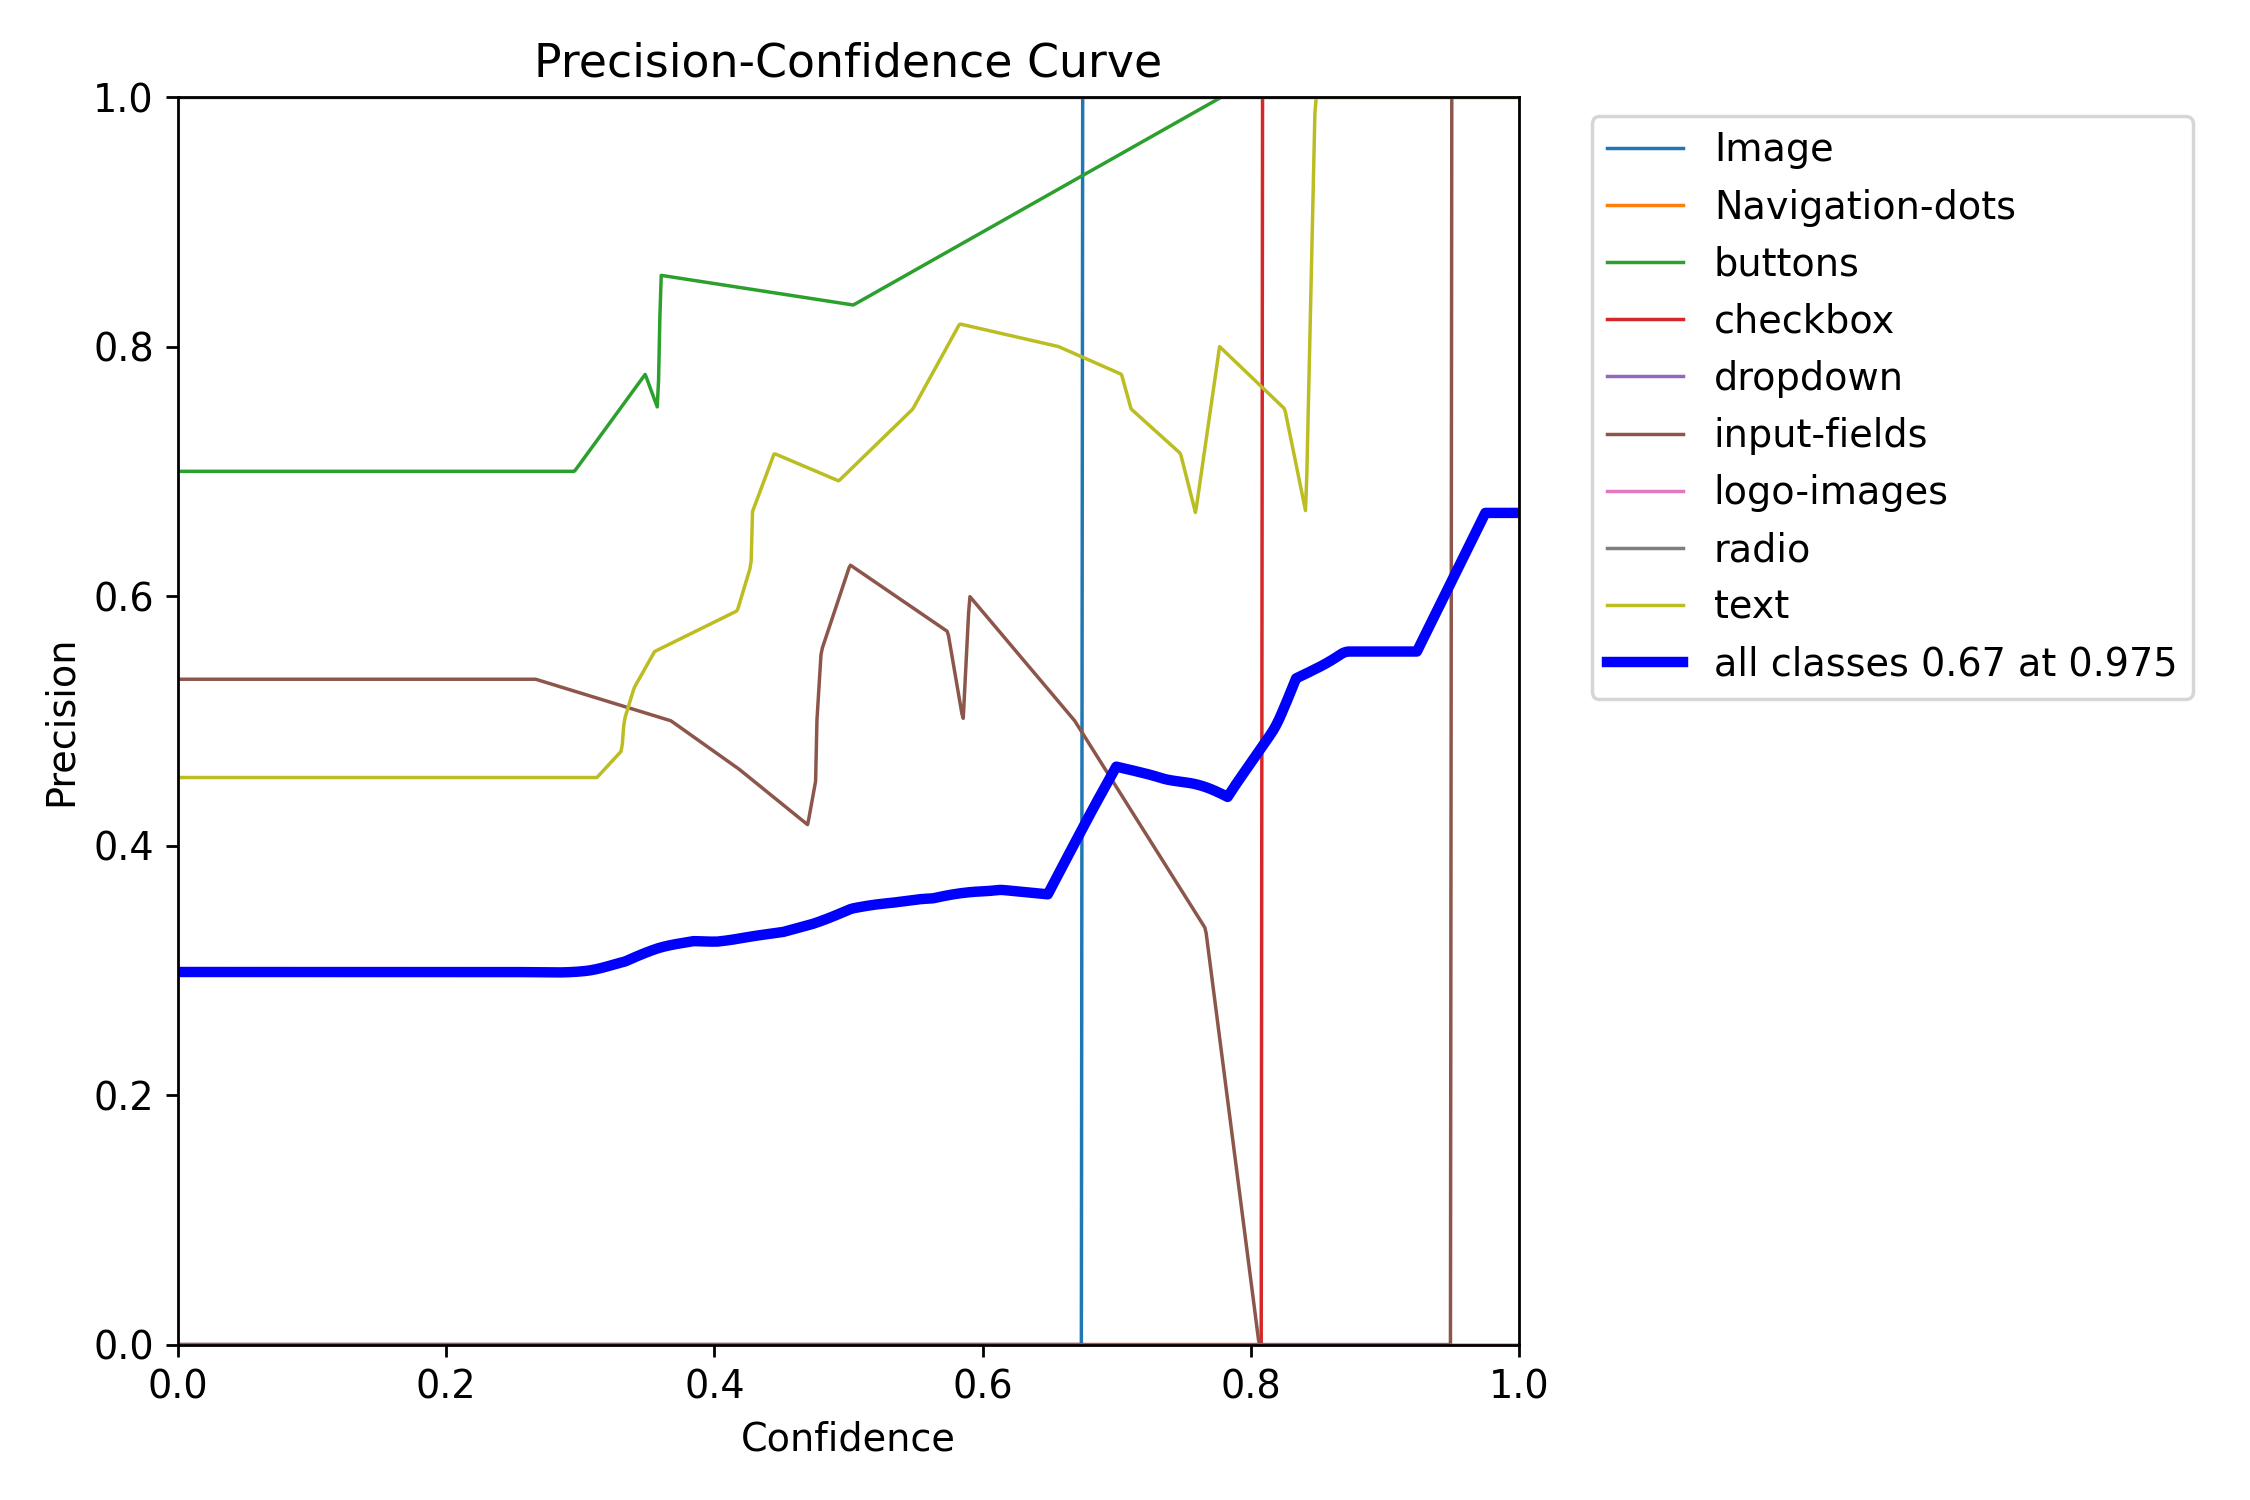 Precision-Confidence Curve
1.0
0.8
0.6
0.4
0.2
0.0
Precision
0.0 0.2 0.4 0.6 0.8 1.0
Confidence
Image
Navigation-dots
buttons
checkbox
dropdown
input-fields
logo-images
radio
text
all classes 0.67 at 0.975